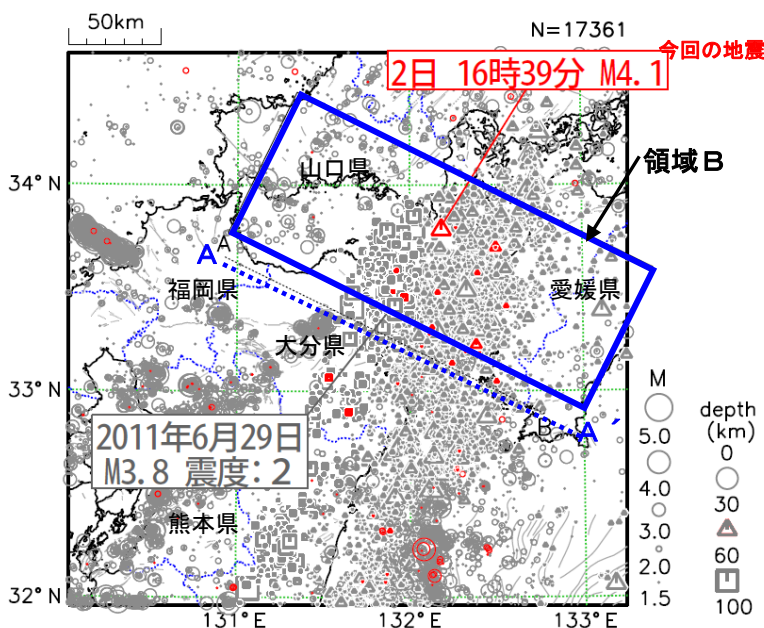 50km
N=17361
今回の地震
2日 16時39分 M4.1
領域B
山口県
34°N
A
A
福岡県
愛媛県
大分県
33°N
M
depth
(km)
B
A'
5.0
0
2011年6月29日
M3.8 震度:2
4.0
30
熊本県
3.0
60
2.0
1.5
100
32°N
131°E
132°E
133°E